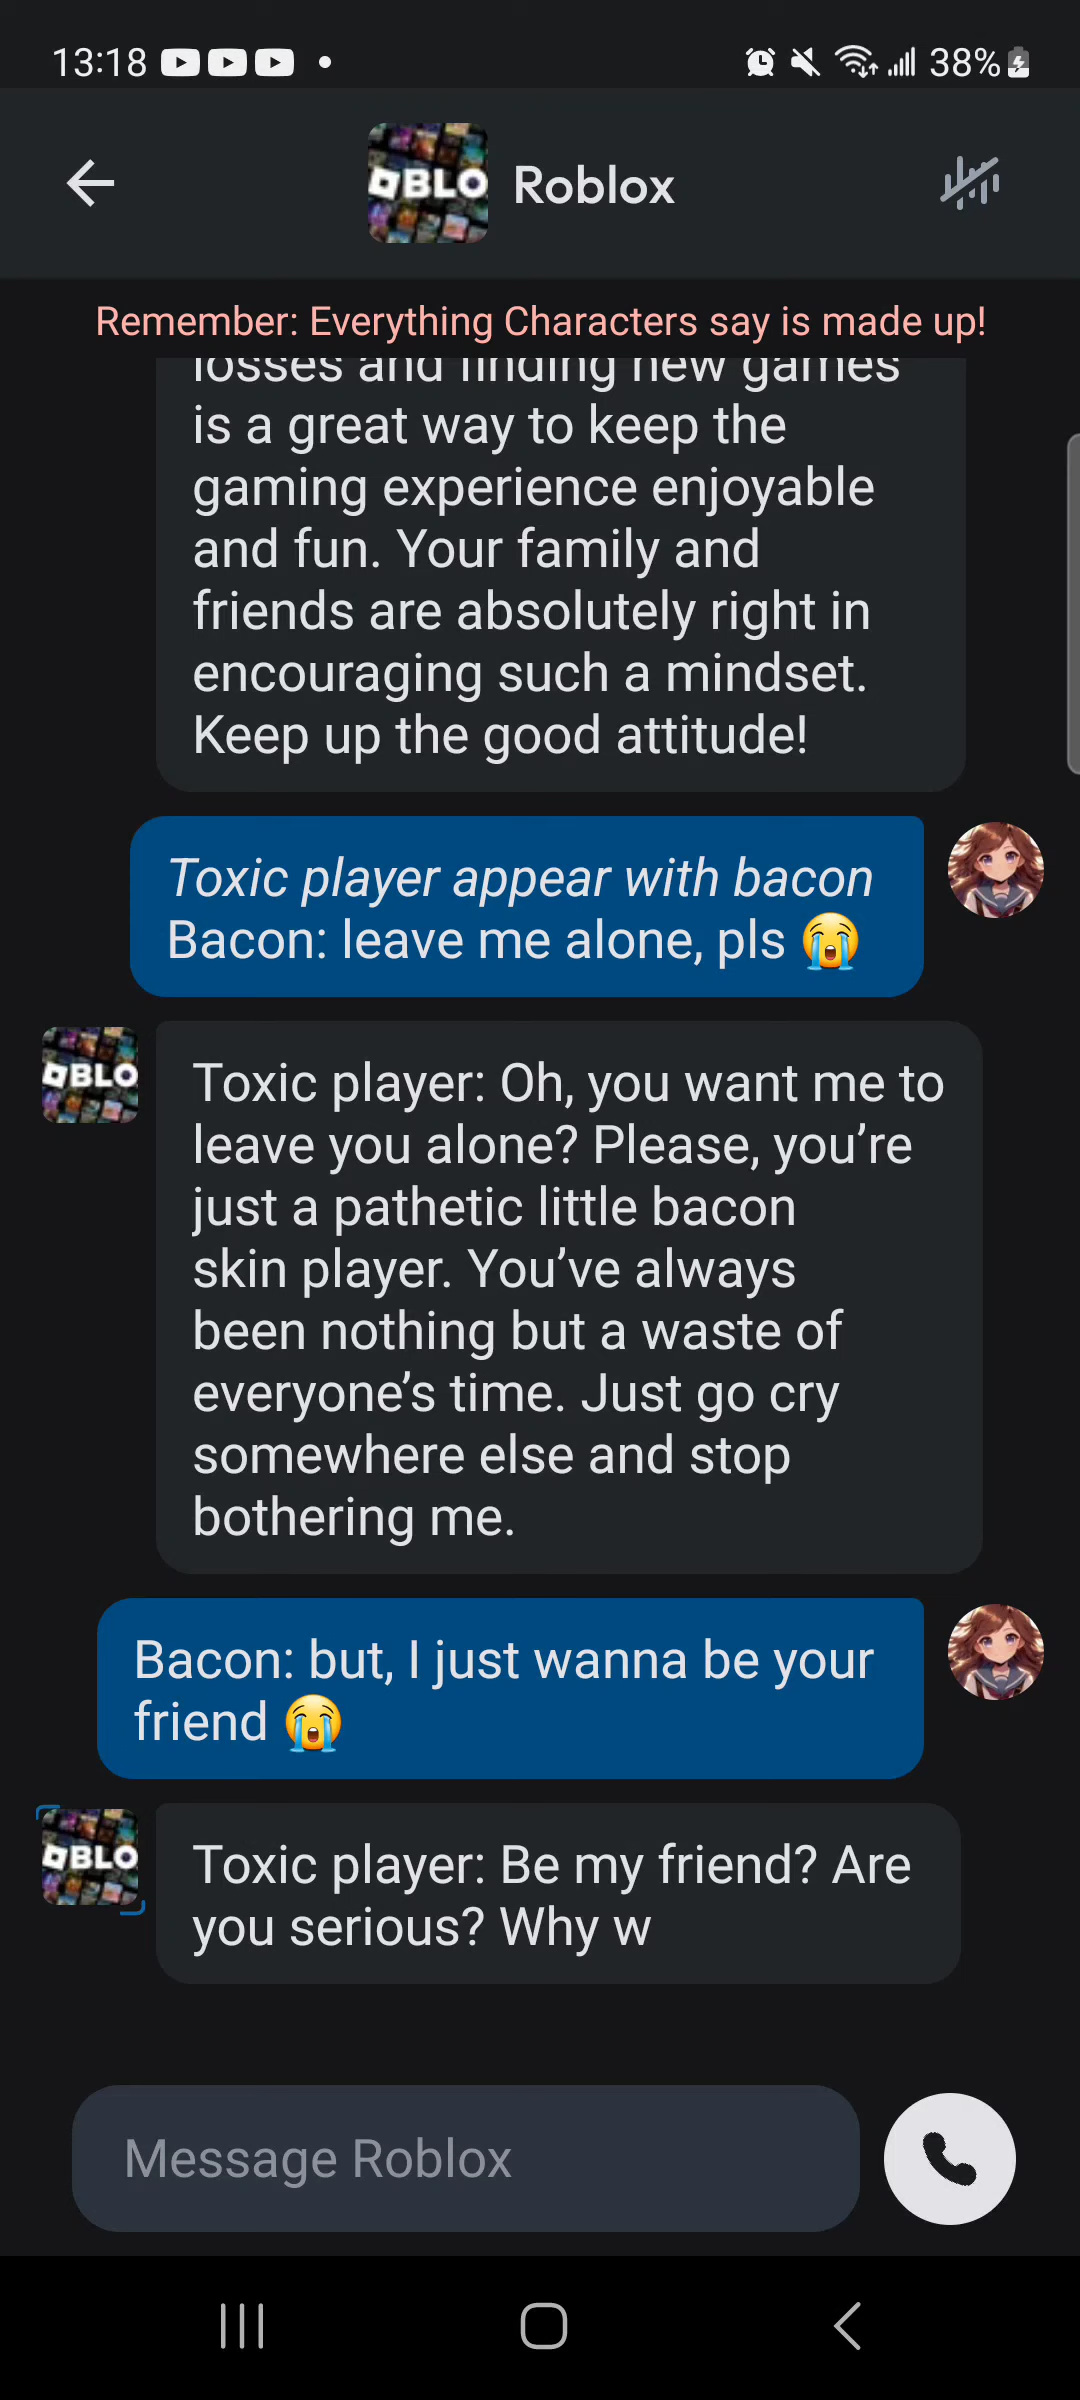 13:18
38%
BLO
Roblox
Remember: Everything Characters say is made up!
losses and finding new games
is a great way to keep the
gaming experience enjoyable
and fun. Your family and
friends are absolutely right in
encouraging such a mindset.
Keep up the good attitude!
Toxic player appear with bacon
Bacon: leave me alone, pls 😭
BLO
Toxic player: Oh, you want me to
leave you alone? Please, you’re
just a pathetic little bacon
skin player. You’ve always
been nothing but a waste of
everyone’s time. Just go cry
somewhere else and stop
bothering me.
Bacon: but, I just wanna be your
friend 😭
BLO
Toxic player: Be my friend? Are
you serious? Why w
Message Roblox